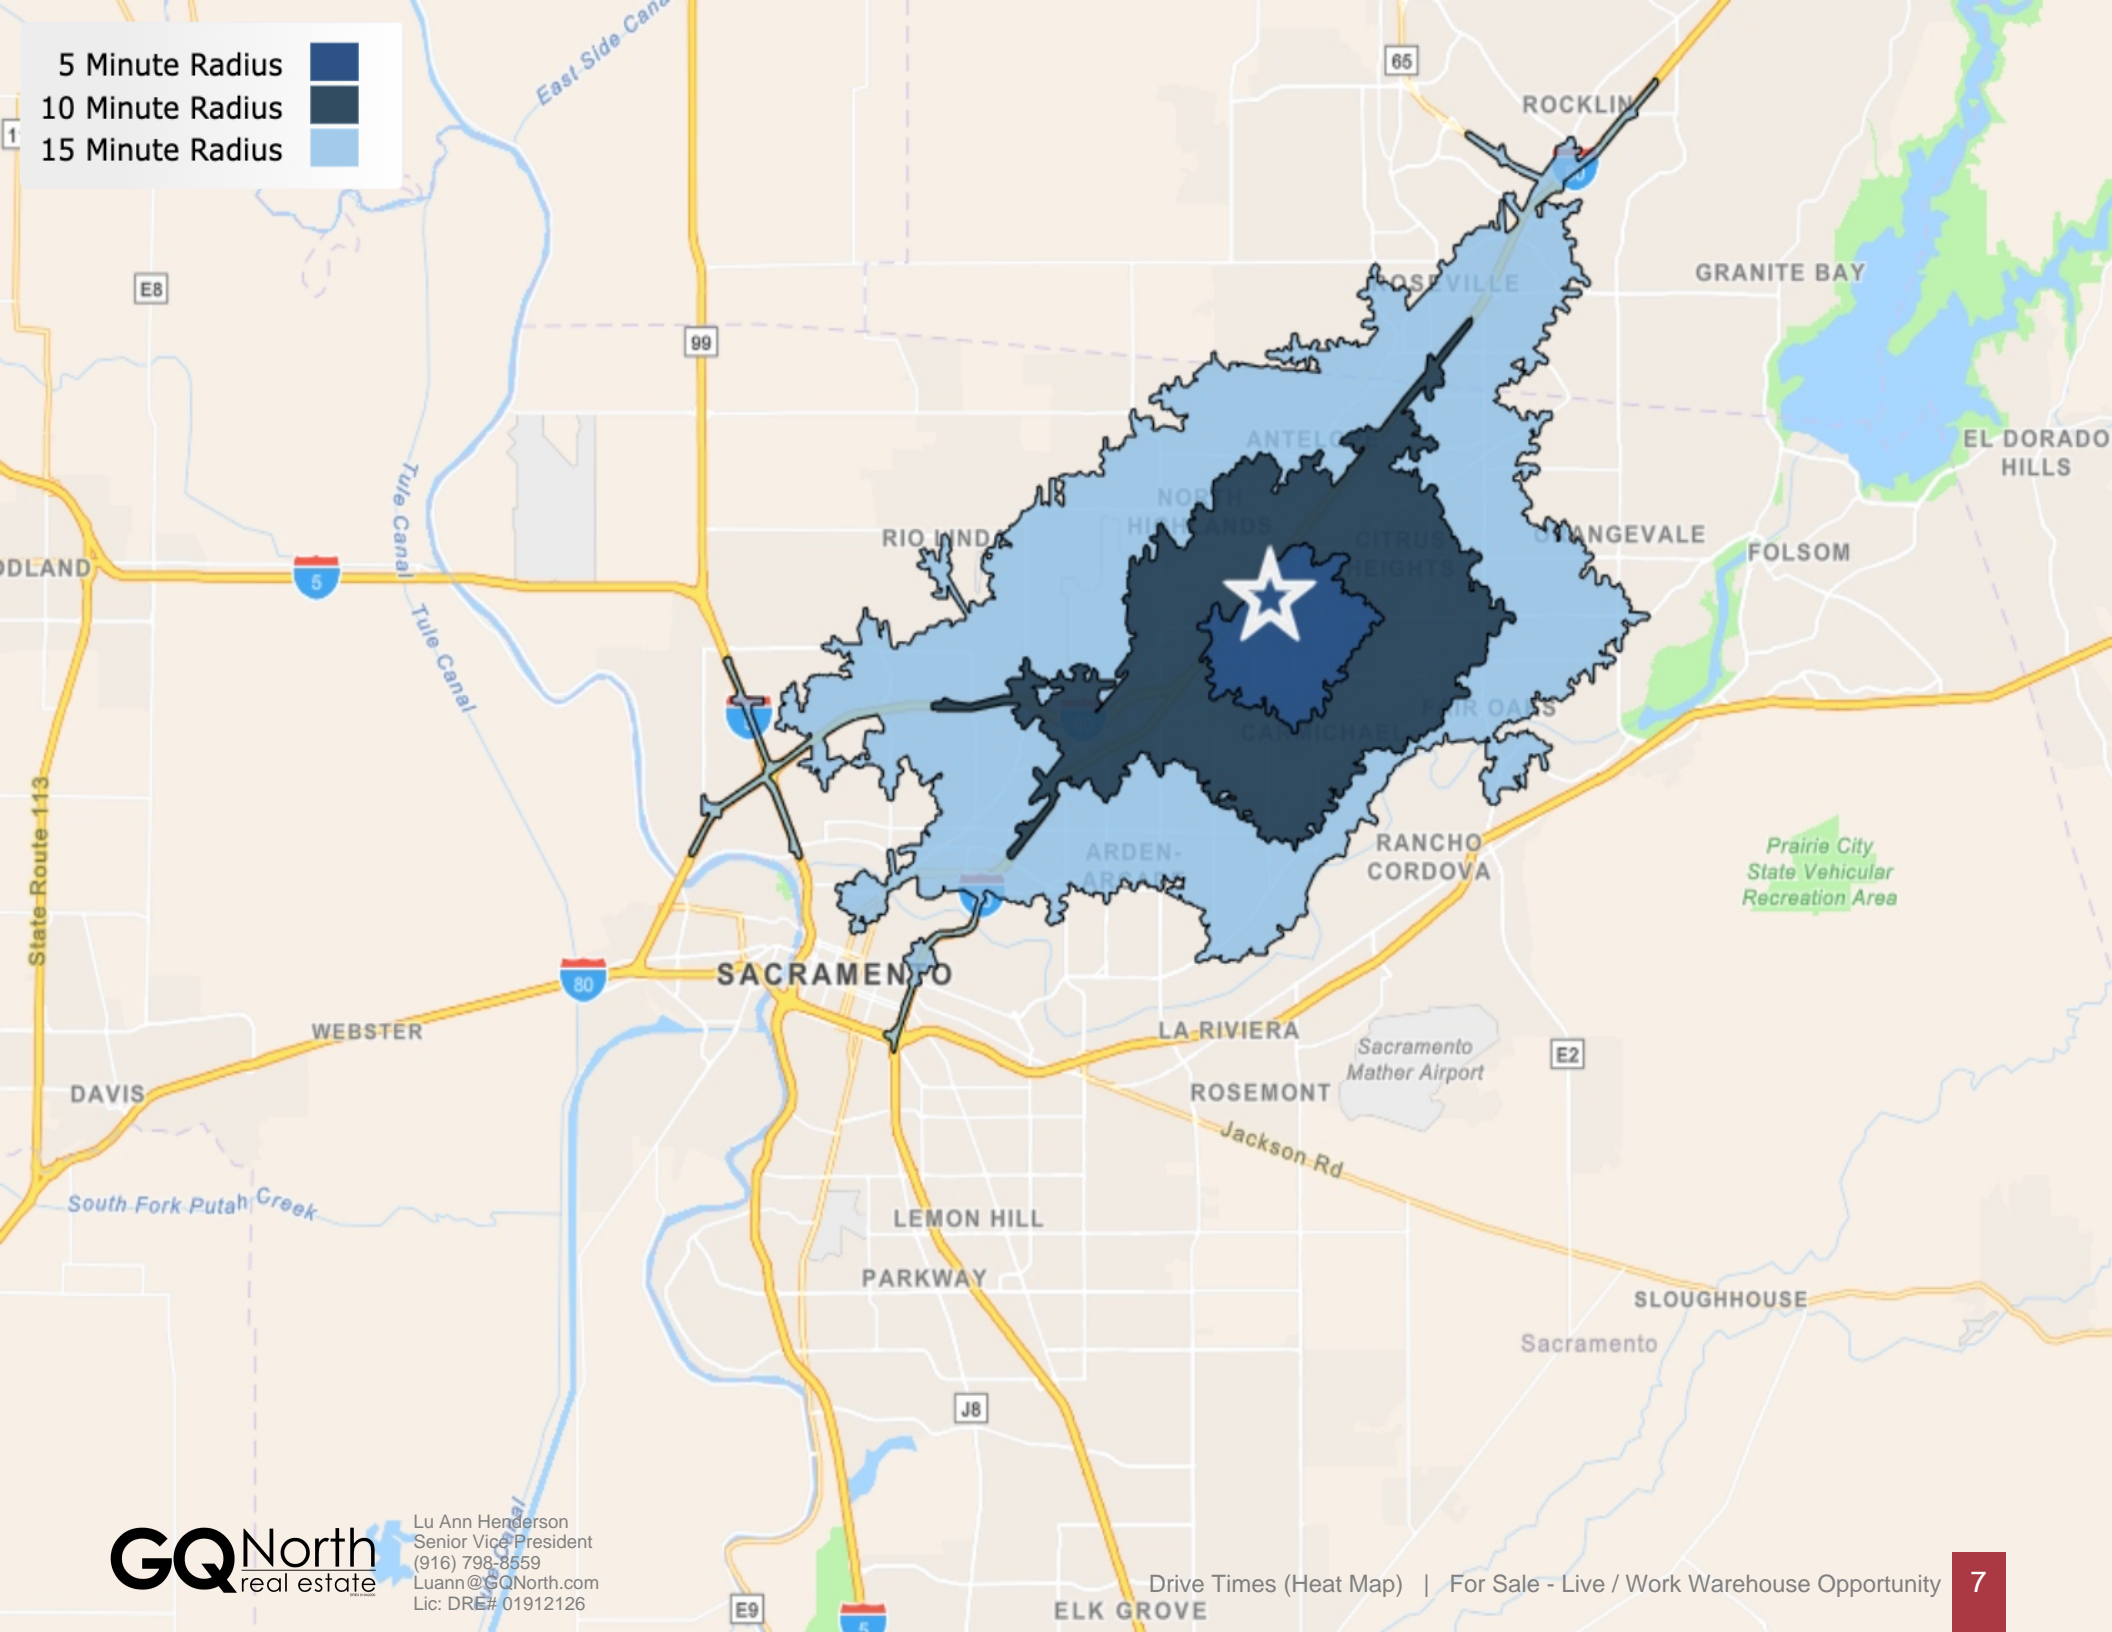 5 Minute Radius
10 Minute Radius
15 Minute Radius
East Side Cana
65
ROCKLIN
GRANITE BAY
E8
ROSEVILLE
99
ANTELOPE
EL DORADO
HILLS
Tule Canal
NORTH
HIGHLANDS
RIO LINDA
CITRUS
HEIGHTS
ORANGEVALE
FOLSOM
ODLAND
5
Tule Canal
FAIR OAKS
CARMICHAEL
80
State Route 113
ARDEN-
ARCADE
RANCHO
CORDOVA
Prairie City
State Vehicular
Recreation Area
SACRAMENTO
80
WEBSTER
LA RIVIERA
Sacramento
Mather Airport
E2
DAVIS
ROSEMONT
Jackson Rd
South Fork Putah Creek
LEMON HILL
PARKWAY
SLOUGHHOUSE
Sacramento
J8
GQ North
real estate
Lu Ann Henderson
Senior Vice President
(916) 798-8559
Luann@GQNorth.com
Lic: DRE# 01912126
E9
5
ELK GROVE
Drive Times (Heat Map) | For Sale - Live / Work Warehouse Opportunity
7